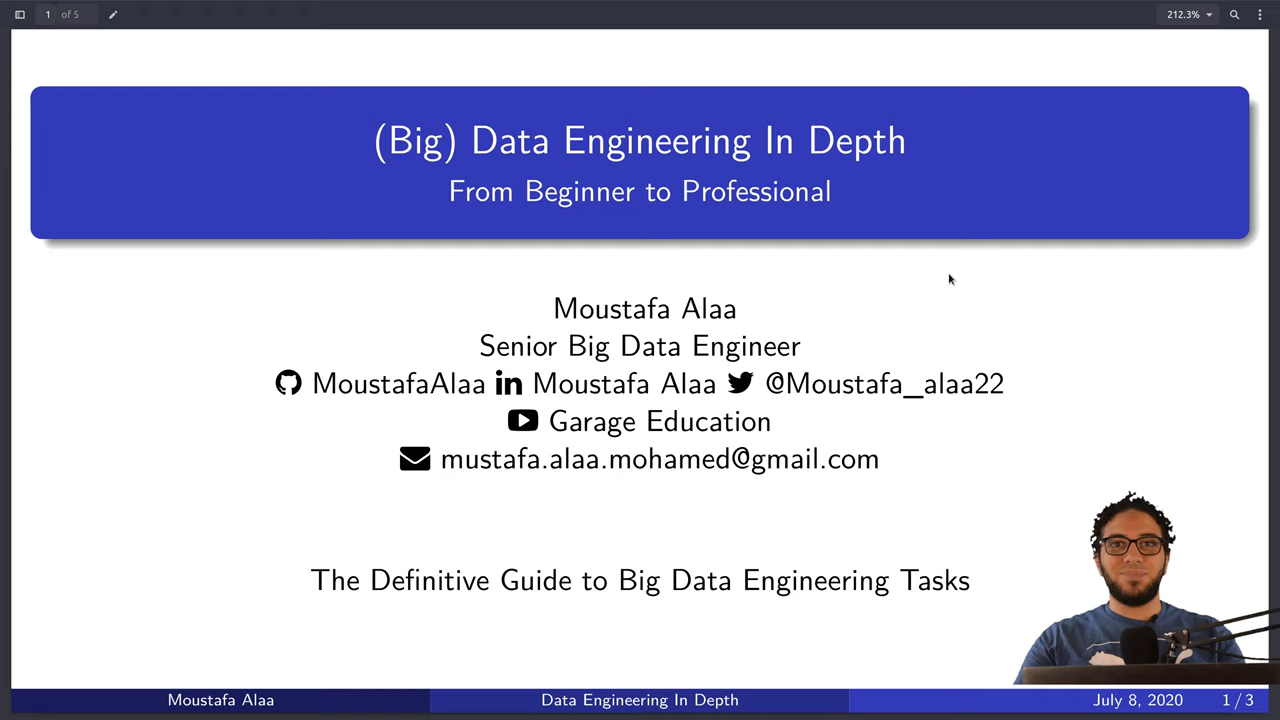 1 of 5
212.3%
(Big) Data Engineering In Depth
From Beginner to Professional
Moustafa Alaa
Senior Big Data Engineer
MoustafaAlaa in Moustafa Alaa @Moustafa_alaa22
Garage Education
mustafa.alaa.mohamed@gmail.com
The Definitive Guide to Big Data Engineering Tasks
Moustafa Alaa Data Engineering In Depth July 8, 2020 1 / 3